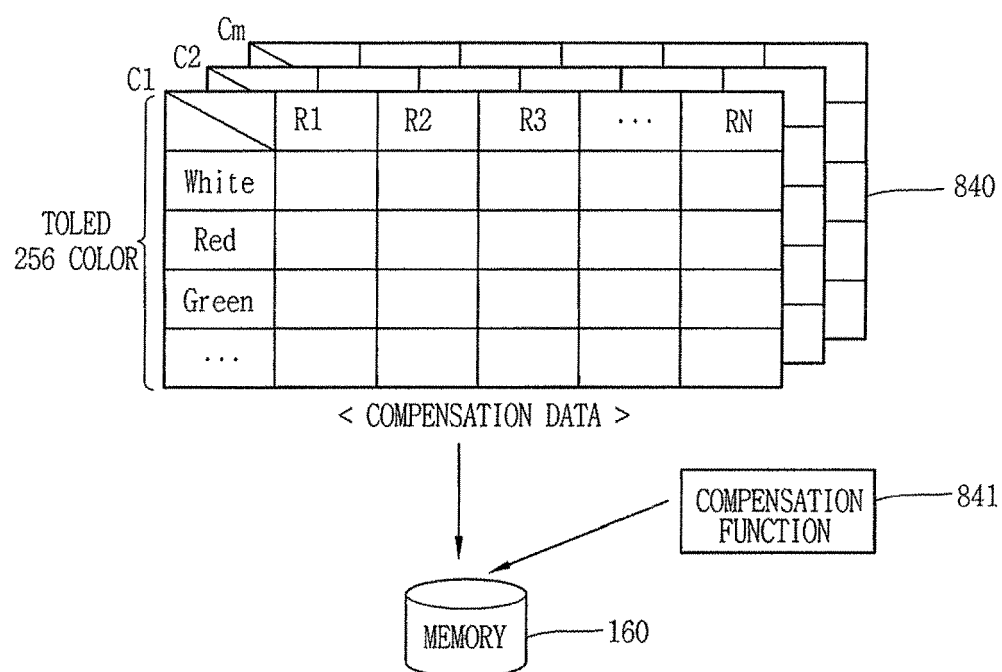 Cm
C2
C1
R1 R2 R3 ... RN
White
Red
Green
...
TOLED
256 COLOR
840
< COMPENSATION DATA >
COMPENSATION
FUNCTION
841
MEMORY
160